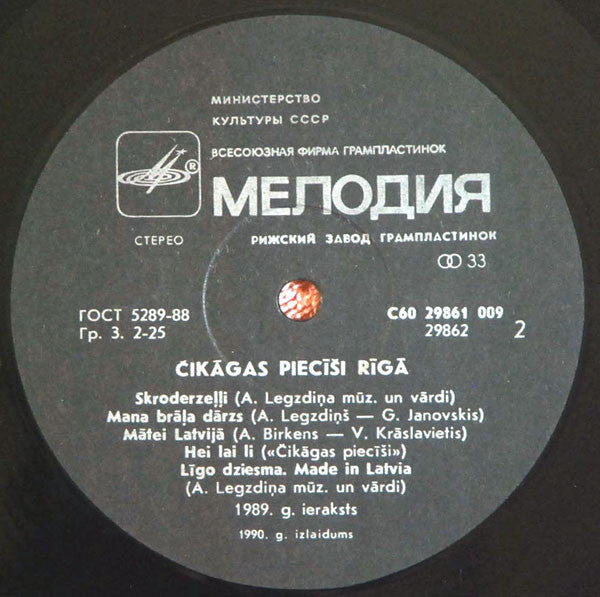 МИНИСТЕРСТВО
КУЛЬТУРЫ СССР
ВСЕСОЮЗНАЯ ФИРМА ГРАМПЛАСТИНОК
®
МЕЛОДИЯ
СТЕРЕО
РИЖСКИЙ ЗАВОД ГРАМПЛАСТИНОК
33
ГОСТ 5289-88
Гр. 3. 2-25
С60 29861 009
29862
2
ČIKĀGAS PIECĪŠI RĪGĀ
Skroderzeļļi (A. Legzdiņa mūz. un vārdi)
Mana brāļa dārzs (A. Legzdiņš — G. Janovskis)
Mātei Latvijā (A. Birkens — V. Krāslavietis)
Hei lai li («Čikāgas piecīši»)
Līgo dziesma. Made in Latvia
(A. Legzdiņa mūz. un vārdi)
1989. g. ieraksts
1990. g. izlaidums